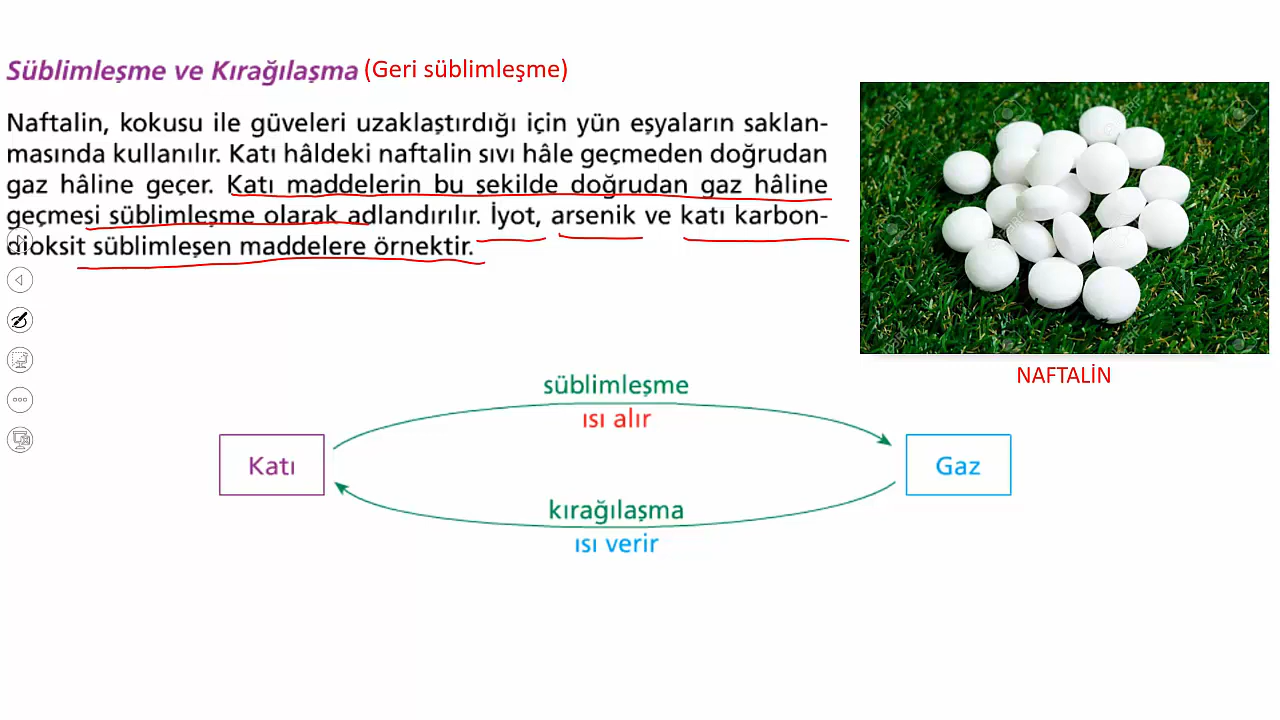 Süblimleşme ve Kırağılaşma (Geri süblimleşme)
Naftalin, kokusu ile güveleri uzaklaştırdığı için yün eşyaların saklan-
masında kullanılır. Katı hâldeki naftalin sıvı hâle geçmeden doğrudan
gaz hâline geçer. Katı maddelerin bu şekilde doğrudan gaz hâline
geçmesi süblimleşme olarak adlandırılır. İyot, arsenik ve katı karbon-
dioksit süblimleşen maddelere örnektir.
NAFTALİN
süblimleşme
ısı alır
Katı
Gaz
kırağılaşma
ısı verir